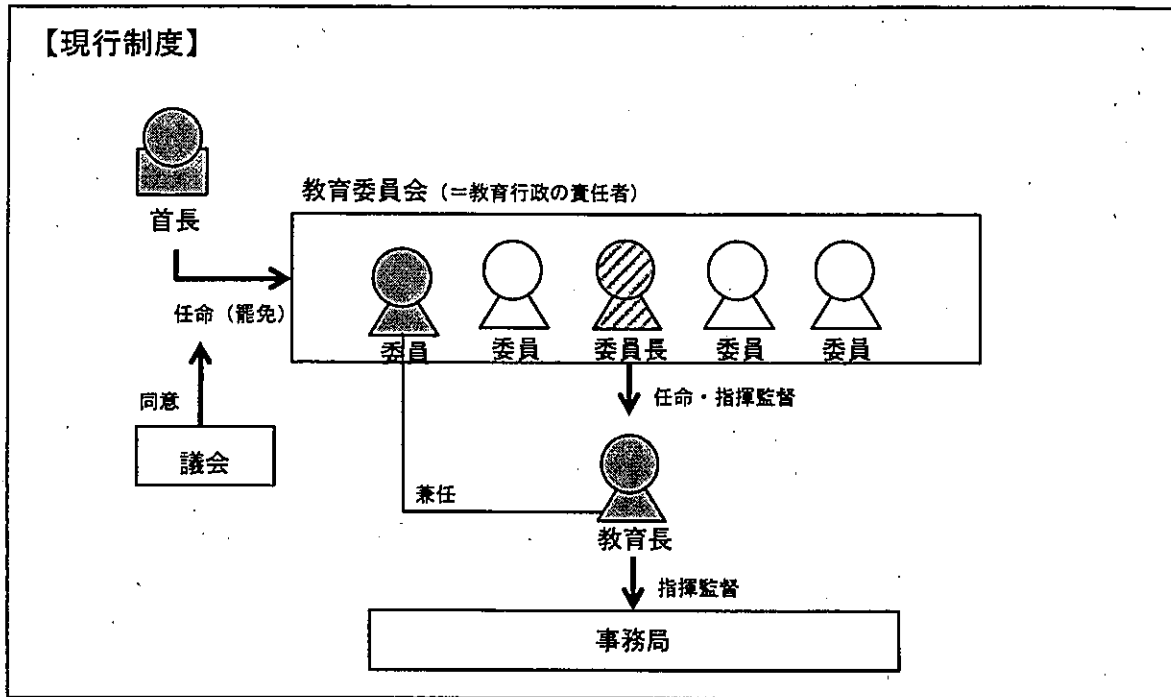 【現行制度】
首長
教育委員会（＝教育行政の責任者）
任命（罷免）
委員
委員
委員長
委員
委員
同意
議会
任命・指揮監督
兼任
教育長
指揮監督
事務局